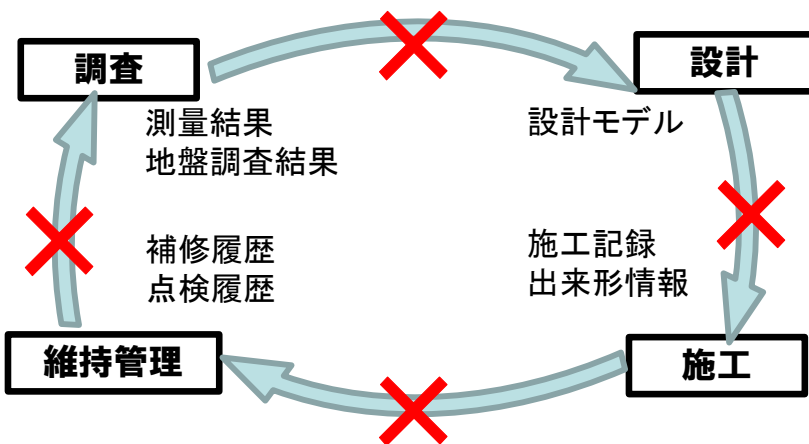 調査
設計
測量結果
地盤調査結果
設計モデル
補修履歴
点検履歴
施工記録
出来形情報
維持管理
施工